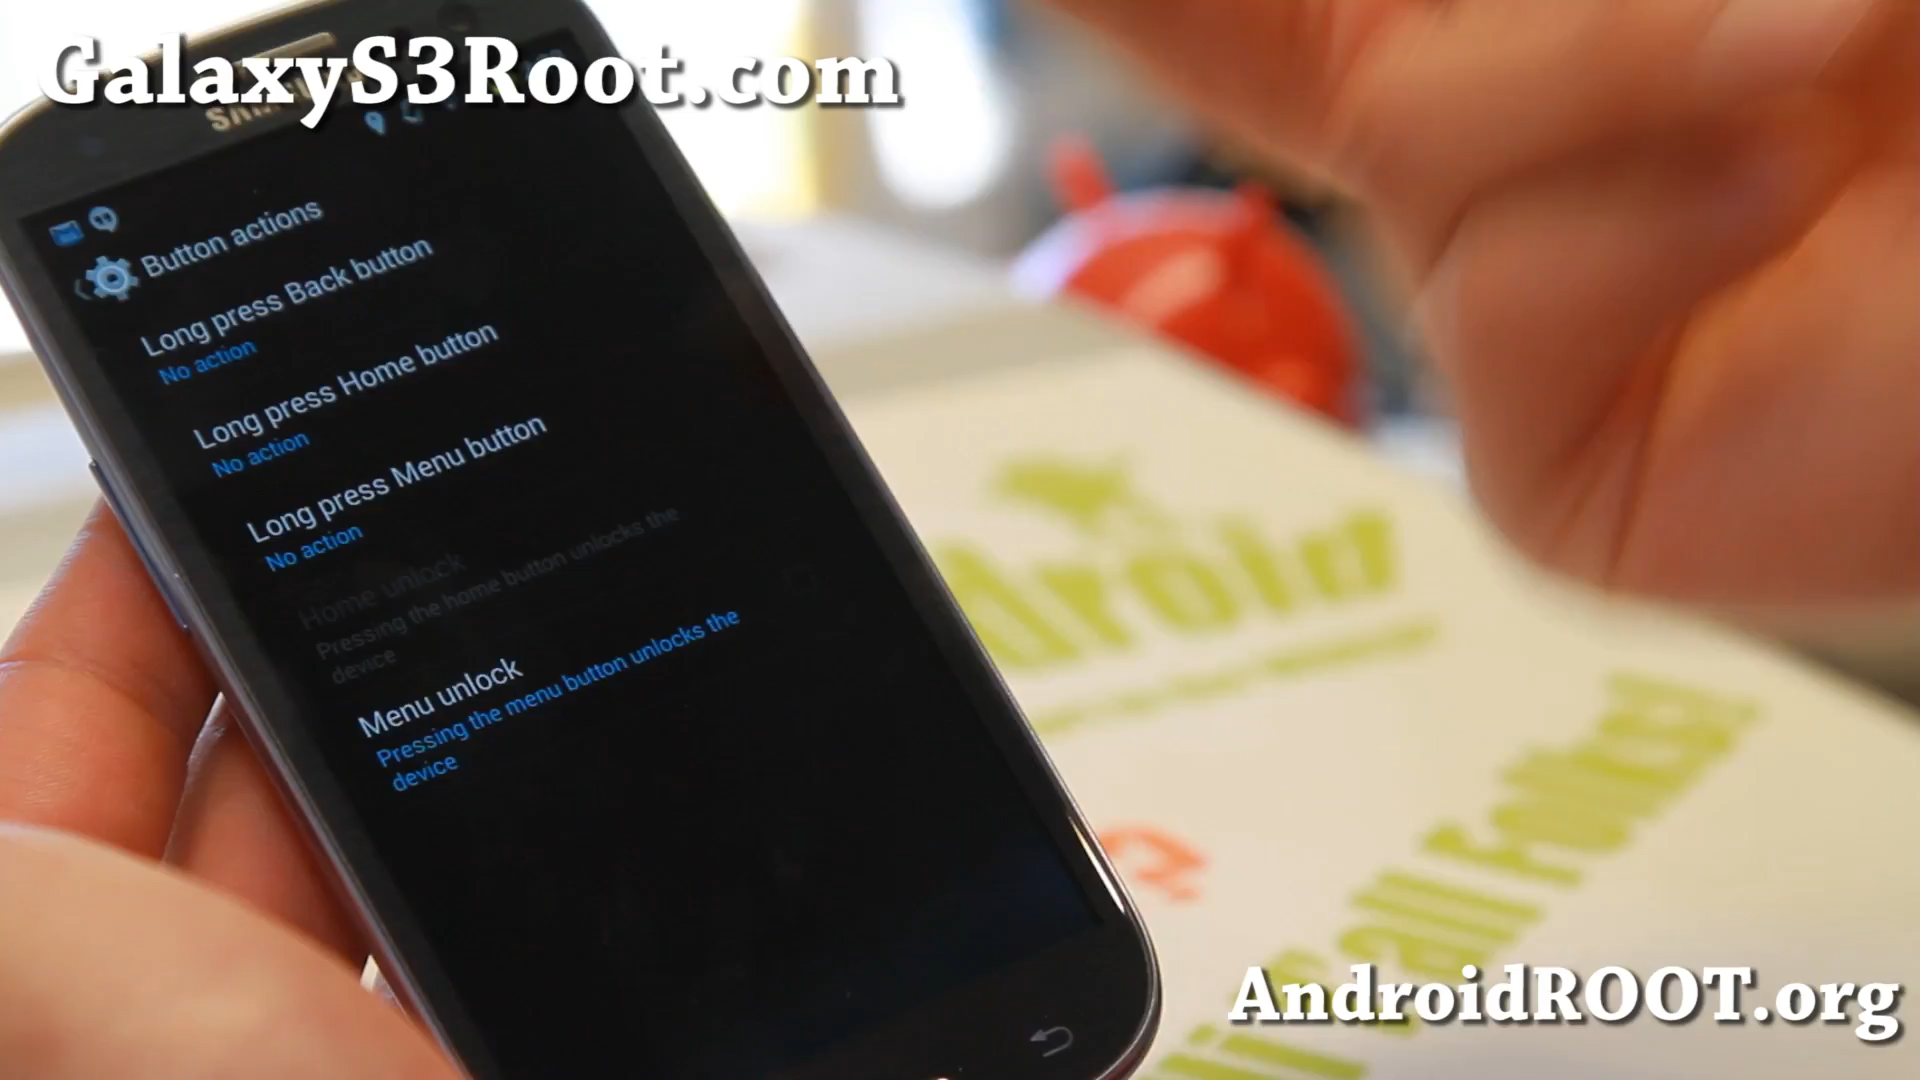 GalaxyS3Root.com
SAMSUNG
Button actions
Long press Back button
No action
Long press Home button
No action
Long press Menu button
No action
Home unlock
Pressing the home button unlocks the
device
Menu unlock
Pressing the menu button unlocks the
device
Call
AndroidROOT.org